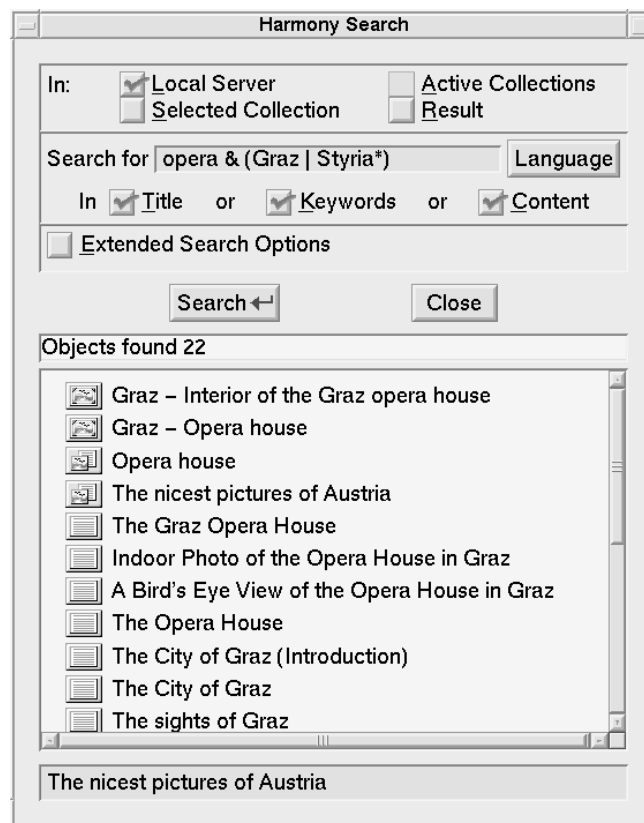 Harmony Search
In: Local Server Active Collections
Selected Collection Result
Search for opera & (Graz | Styria*) Language
In Title or Keywords or Content
Extended Search Options
Search Close
Objects found 22
Graz – Interior of the Graz opera house
Graz – Opera house
Opera house
The nicest pictures of Austria
The Graz Opera House
Indoor Photo of the Opera House in Graz
A Bird's Eye View of the Opera House in Graz
The Opera House
The City of Graz (Introduction)
The City of Graz
The sights of Graz
The nicest pictures of Austria